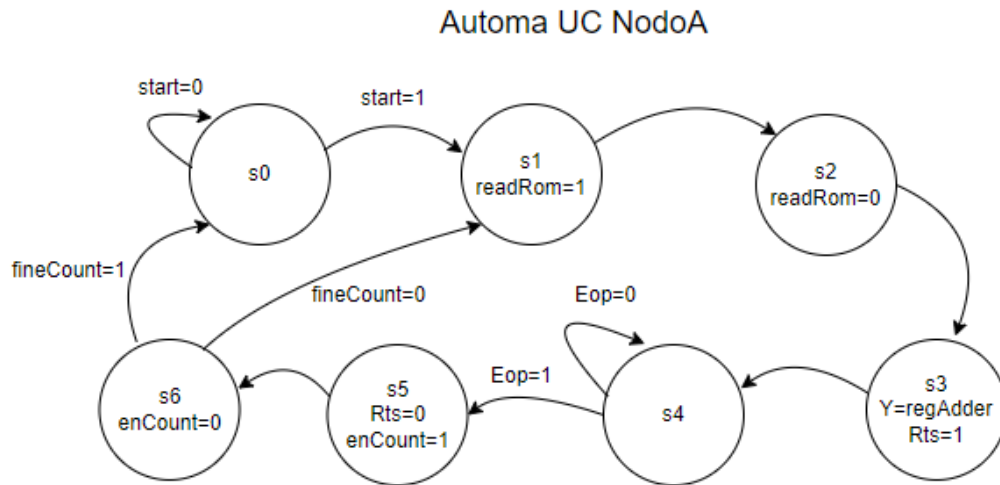 Automa UC NodoA
start=0
start=1
s0
s1
readRom=1
s2
readRom=0
fineCount=1
fineCount=0
Eop=0
s6
enCount=0
s5
Rts=0
enCount=1
Eop=1
s4
s3
Y=regAdder
Rts=1